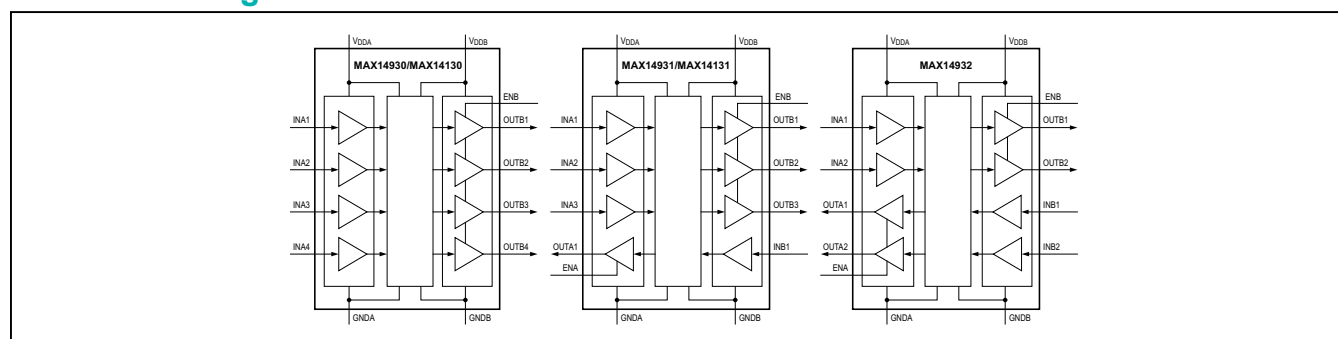 VDDA VDDB
MAX14930/MAX14130
ENB
INA1 OUTB1
INA2 OUTB2
INA3 OUTB3
INA4 OUTB4
GNDA GNDB
VDDA VDDB
MAX14931/MAX14131
ENB
INA1 OUTB1
INA2 OUTB2
INA3 OUTB3
OUTA1 INB1
ENA
GNDA GNDB
VDDA VDDB
MAX14932
ENB
INA1 OUTB1
INA2 OUTB2
OUTA1 INB1
OUTA2 INB2
ENA
GNDA GNDB